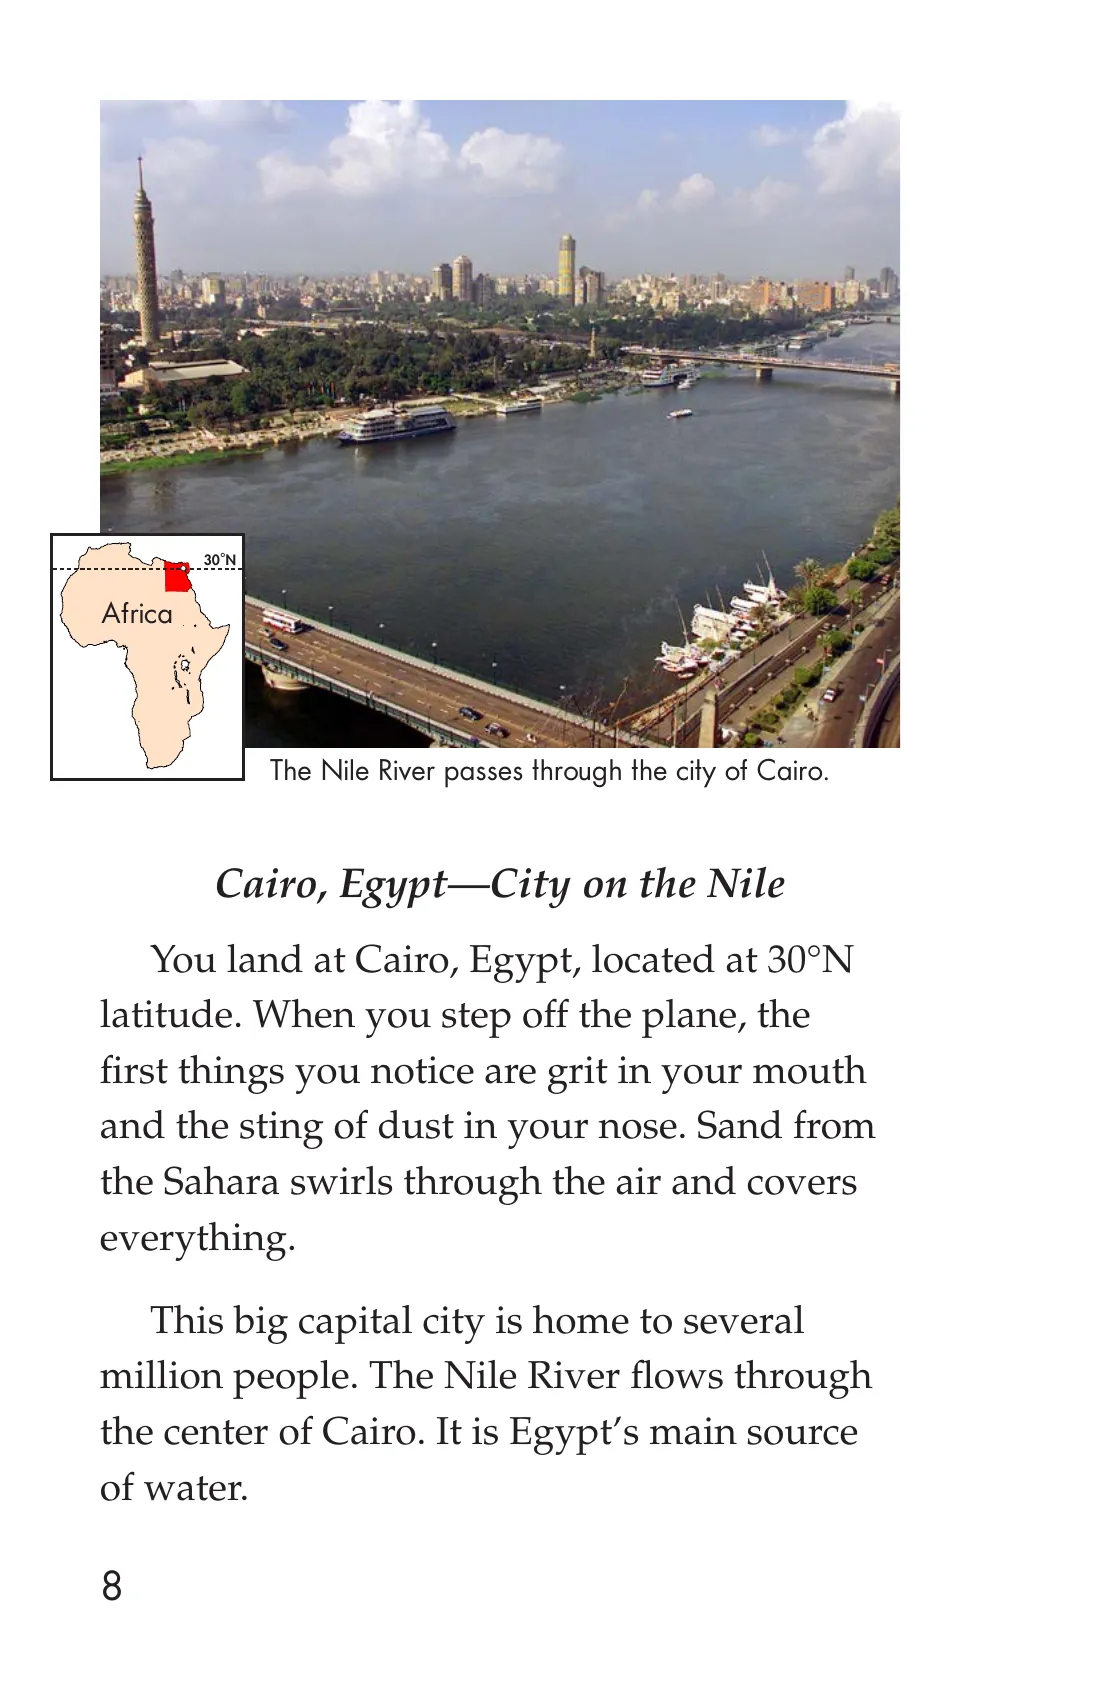 30°N
Africa
The Nile River passes through the city of Cairo.
Cairo, Egypt—City on the Nile
You land at Cairo, Egypt, located at 30°N
latitude. When you step off the plane, the
first things you notice are grit in your mouth
and the sting of dust in your nose. Sand from
the Sahara swirls through the air and covers
everything.
This big capital city is home to several
million people. The Nile River flows through
the center of Cairo. It is Egypt’s main source
of water.
8